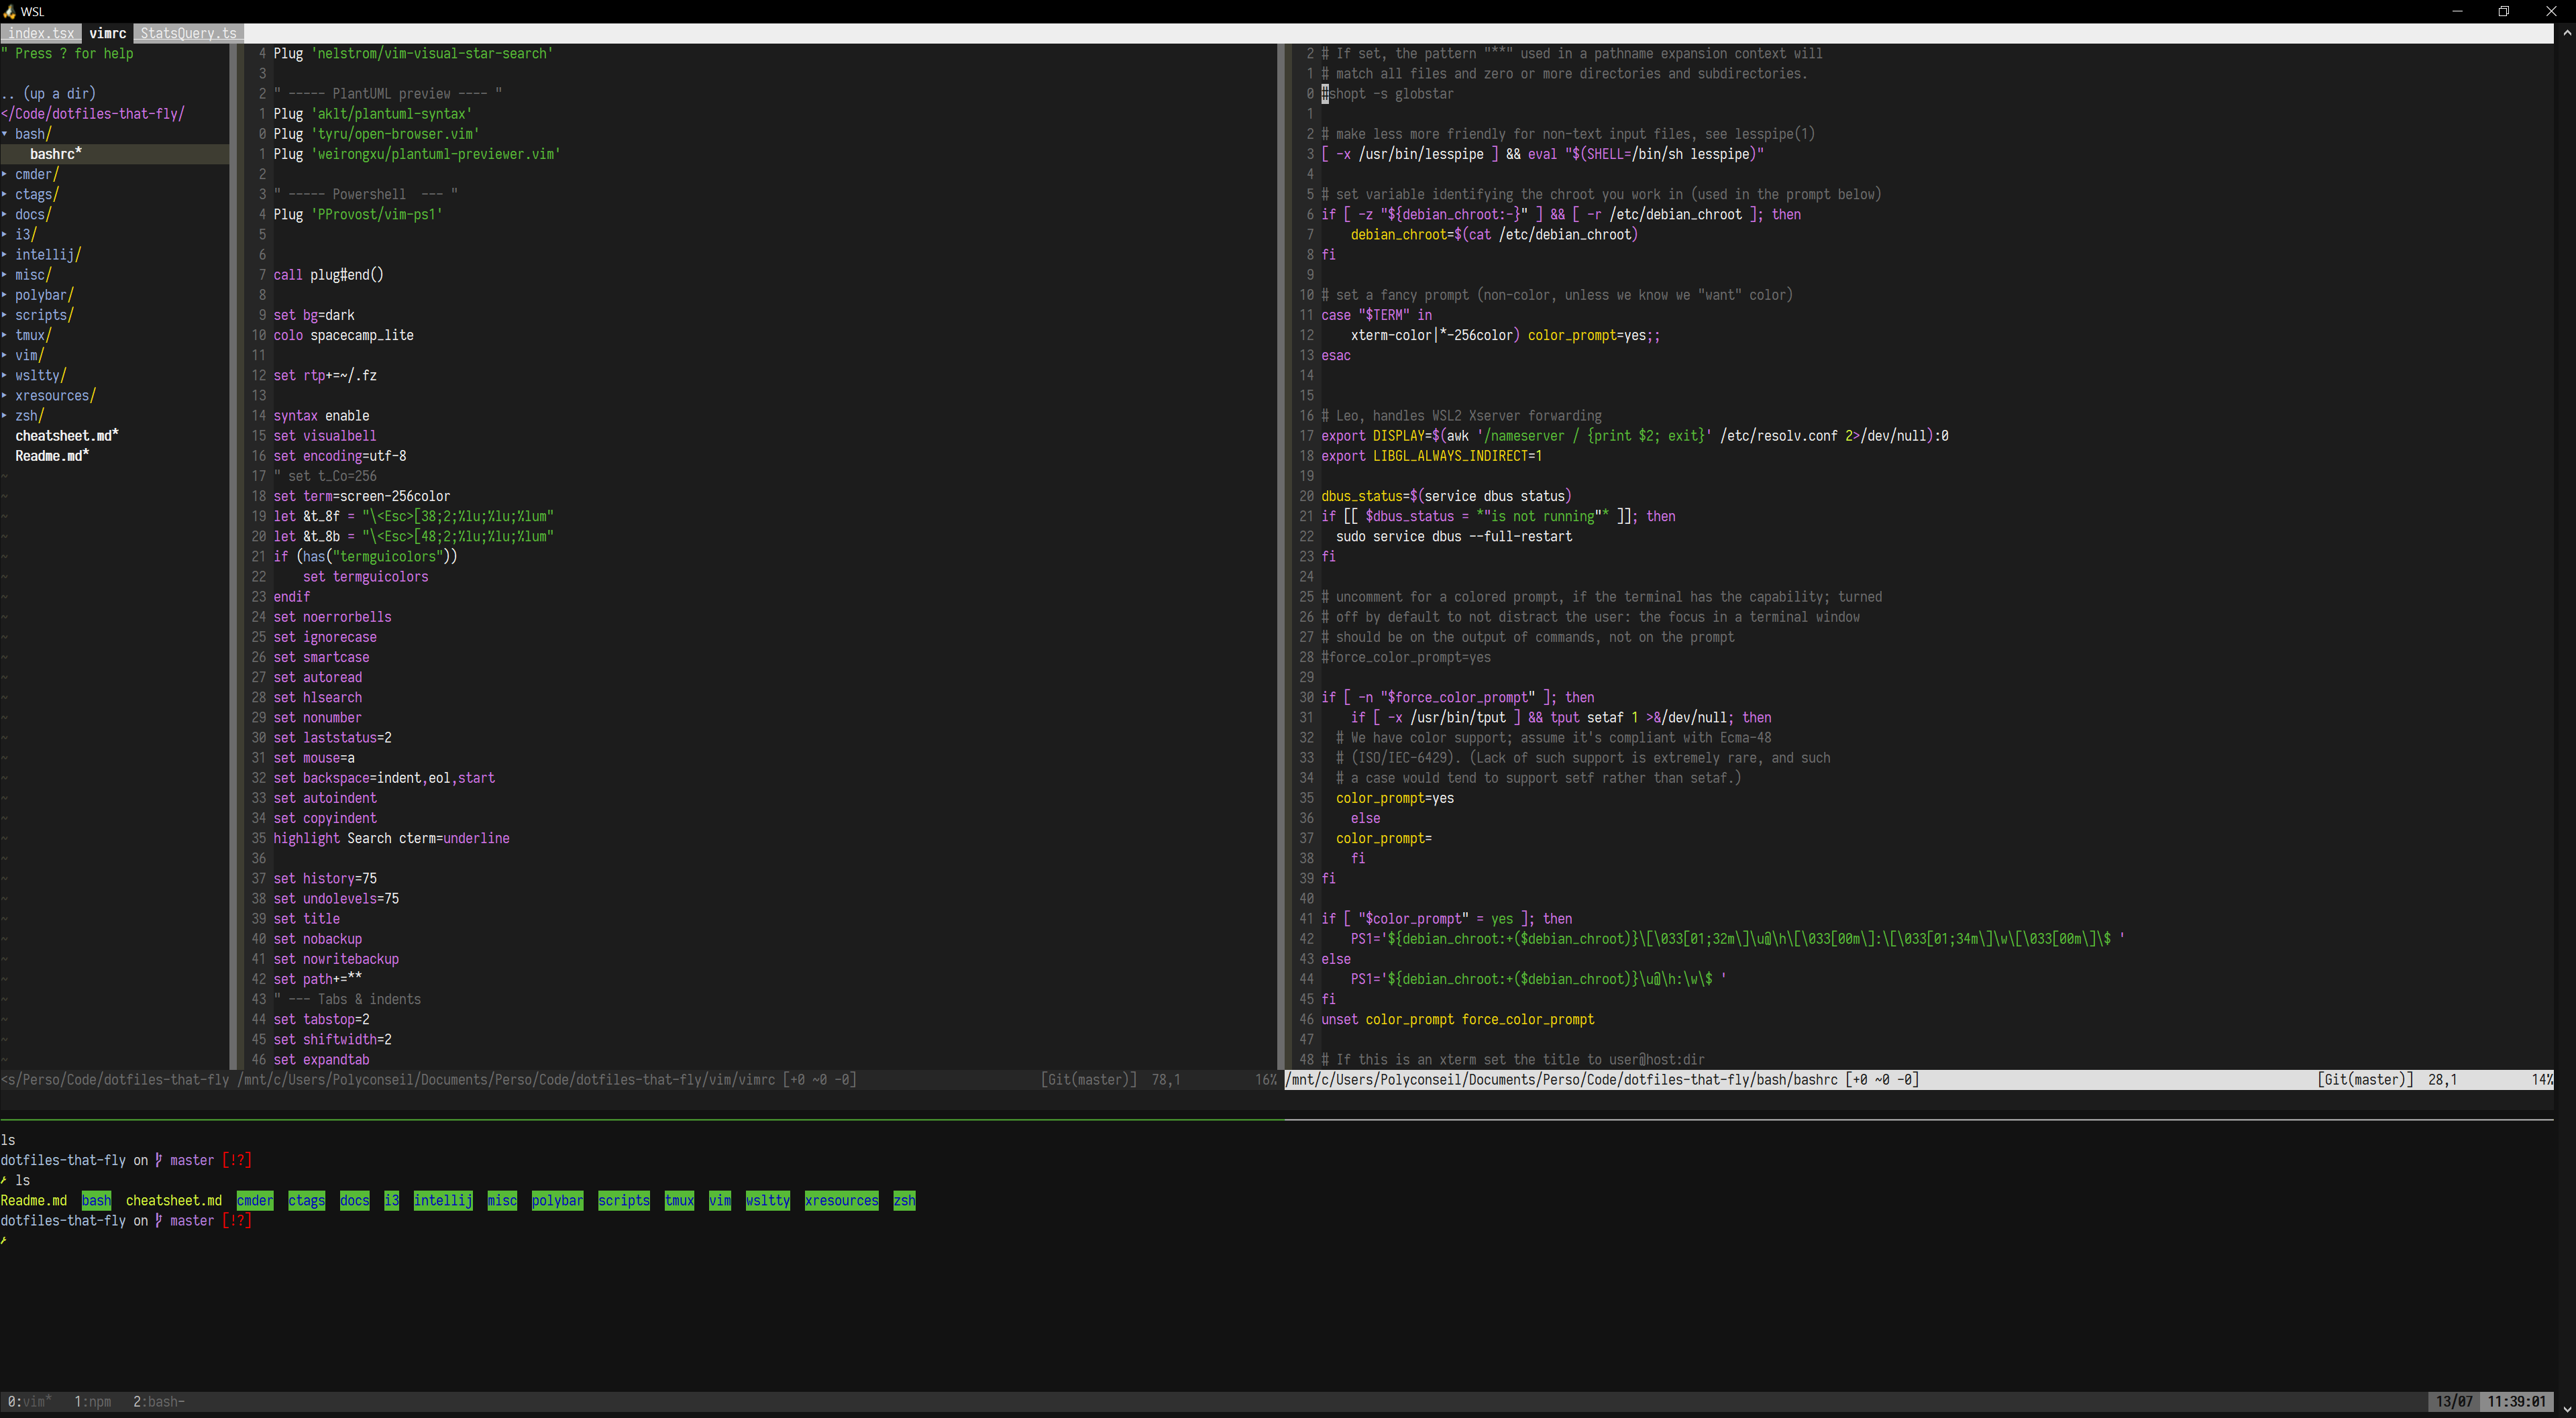 WSL
index.tsx  vimrc  StatsQuery.ts
" Press ? for help

.. (up a dir)
</Code/dotfiles-that-fly/
▾ bash/
    bashrc*
▸ cmder/
▸ ctags/
▸ docs/
▸ i3/
▸ intellij/
▸ misc/
▸ polybar/
▸ scripts/
▸ tmux/
▸ vim/
▸ wsltty/
▸ xresources/
▸ zsh/
  cheatsheet.md*
  Readme.md*
4 Plug 'nelstrom/vim-visual-star-search'
3
2 " ----- PlantUML preview ---- "
1 Plug 'aklt/plantuml-syntax'
0 Plug 'tyru/open-browser.vim'
1 Plug 'weirongxu/plantuml-previewer.vim'
2
3 " ----- Powershell  --- "
4 Plug 'PProvost/vim-ps1'
5
6
7 call plug#end()
8
9 set bg=dark
10 colo spacecamp_lite
11
12 set rtp+=~/.fz
13
14 syntax enable
15 set visualbell
16 set encoding=utf-8
17 " set t_Co=256
18 set term=screen-256color
19 let &t_8f = "\<Esc>[38;2;%lu;%lu;%lum"
20 let &t_8b = "\<Esc>[48;2;%lu;%lu;%lum"
21 if (has("termguicolors"))
22     set termguicolors
23 endif
24 set noerrorbells
25 set ignorecase
26 set smartcase
27 set autoread
28 set hlsearch
29 set nonumber
30 set laststatus=2
31 set mouse=a
32 set backspace=indent,eol,start
33 set autoindent
34 set copyindent
35 highlight Search cterm=underline
36
37 set history=75
38 set undolevels=75
39 set title
40 set nobackup
41 set nowritebackup
42 set path+=**
43 " --- Tabs & indents
44 set tabstop=2
45 set shiftwidth=2
46 set expandtab
2 # If set, the pattern "**" used in a pathname expansion context will
1 # match all files and zero or more directories and subdirectories.
0 #shopt -s globstar
1
2 # make less more friendly for non-text input files, see lesspipe(1)
3 [ -x /usr/bin/lesspipe ] && eval "$(SHELL=/bin/sh lesspipe)"
4
5 # set variable identifying the chroot you work in (used in the prompt below)
6 if [ -z "${debian_chroot:-}" ] && [ -r /etc/debian_chroot ]; then
7     debian_chroot=$(cat /etc/debian_chroot)
8 fi
9
10 # set a fancy prompt (non-color, unless we know we "want" color)
11 case "$TERM" in
12     xterm-color|*-256color) color_prompt=yes;;
13 esac
14
15
16 # Leo, handles WSL2 Xserver forwarding
17 export DISPLAY=$(awk '/nameserver / {print $2; exit}' /etc/resolv.conf 2>/dev/null):0
18 export LIBGL_ALWAYS_INDIRECT=1
19
20 dbus_status=$(service dbus status)
21 if [[ $dbus_status = *"is not running"* ]]; then
22   sudo service dbus --full-restart
23 fi
24
25 # uncomment for a colored prompt, if the terminal has the capability; turned
26 # off by default to not distract the user: the focus in a terminal window
27 # should be on the output of commands, not on the prompt
28 #force_color_prompt=yes
29
30 if [ -n "$force_color_prompt" ]; then
31     if [ -x /usr/bin/tput ] && tput setaf 1 >&/dev/null; then
32   # We have color support; assume it's compliant with Ecma-48
33   # (ISO/IEC-6429). (Lack of such support is extremely rare, and such
34   # a case would tend to support setf rather than setaf.)
35   color_prompt=yes
36     else
37   color_prompt=
38     fi
39 fi
40
41 if [ "$color_prompt" = yes ]; then
42     PS1='${debian_chroot:+($debian_chroot)}\[\033[01;32m\]\u@\h\[\033[00m\]:\[\033[01;34m\]\w\[\033[00m\]\$ '
43 else
44     PS1='${debian_chroot:+($debian_chroot)}\u@\h:\w\$ '
45 fi
46 unset color_prompt force_color_prompt
47
48 # If this is an xterm set the title to user@host:dir
<s/Perso/Code/dotfiles-that-fly /mnt/c/Users/Polyconseil/Documents/Perso/Code/dotfiles-that-fly/vim/vimrc [+0 ~0 -0]  [Git(master)]  78,1  16% /mnt/c/Users/Polyconseil/Documents/Perso/Code/dotfiles-that-fly/bash/bashrc [+0 ~0 -0]  [Git(master)]  28,1  14%
ls
dotfiles-that-fly on master [!?]
ls
Readme.md  bash  cheatsheet.md  cmder  ctags  docs  i3  intellij  misc  polybar  scripts  tmux  vim  wsltty  xresources  zsh
dotfiles-that-fly on master [!?]
0:vim*  1:npm  2:bash-  13/07  11:39:01